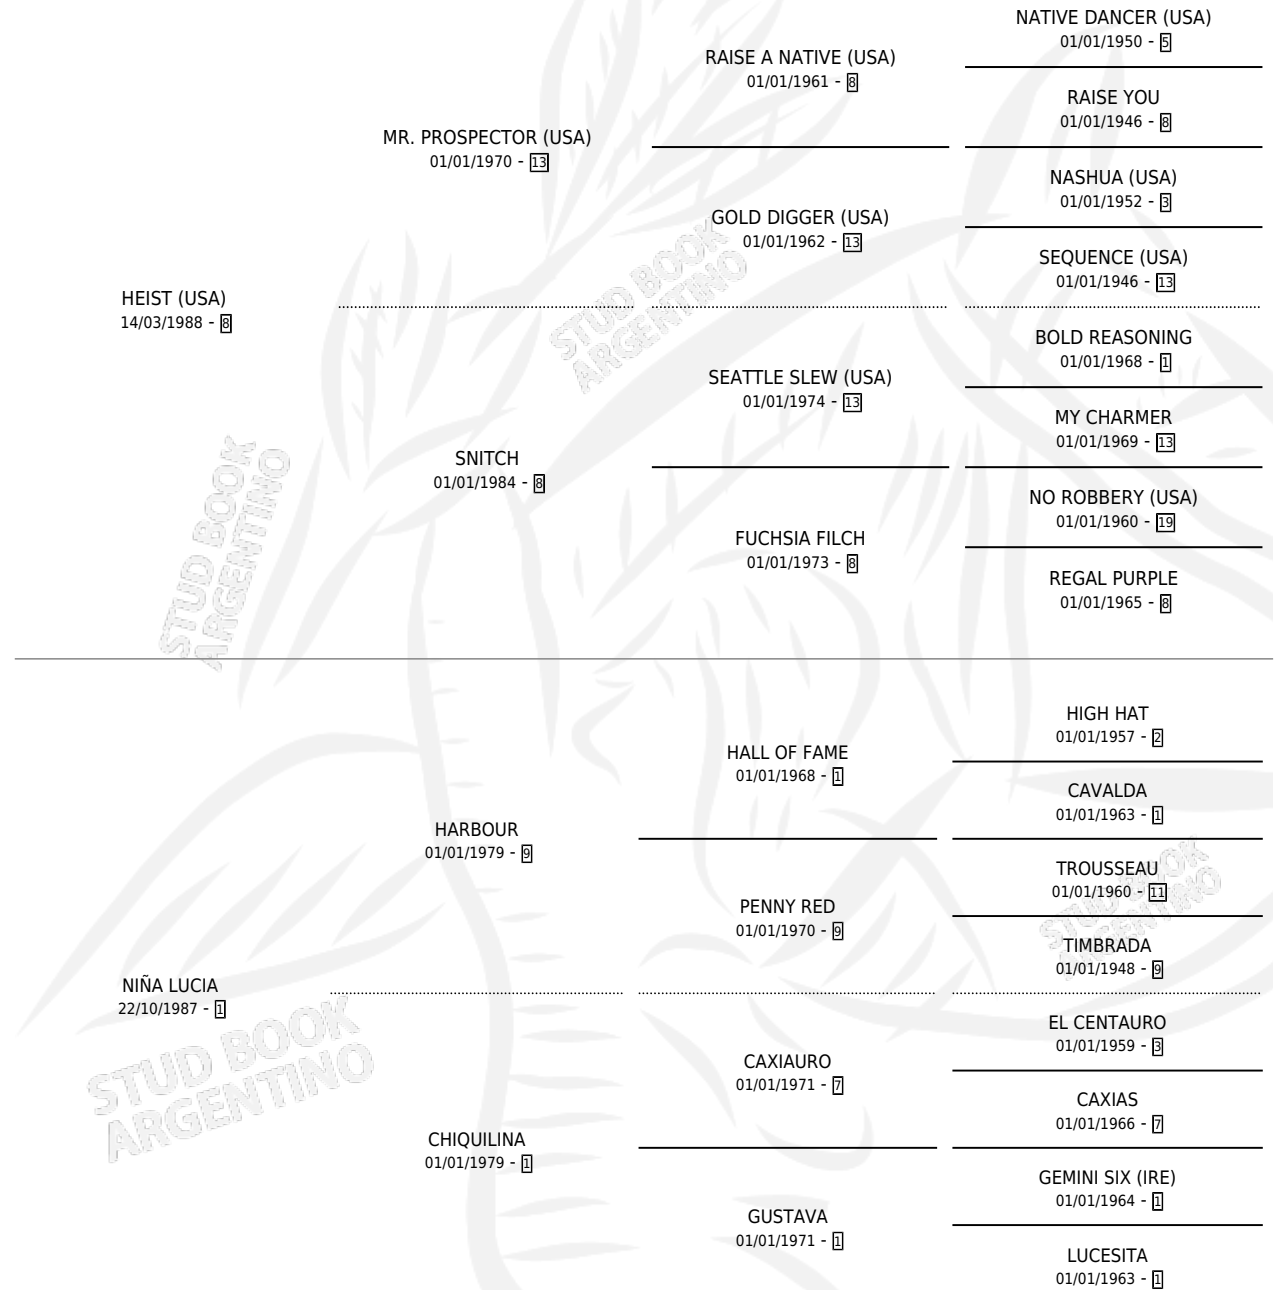 NATIVE DANCER (USA)
01/01/1950 - 5
RAISE A NATIVE (USA)
01/01/1961 - 8
RAISE YOU
01/01/1946 - 8
MR. PROSPECTOR (USA)
01/01/1970 - 13
NASHUA (USA)
01/01/1952 - 3
GOLD DIGGER (USA)
01/01/1962 - 13
SEQUENCE (USA)
01/01/1946 - 13
HEIST (USA)
14/03/1988 - 8
BOLD REASONING
01/01/1968 - 1
SEATTLE SLEW (USA)
01/01/1974 - 13
MY CHARMER
01/01/1969 - 13
SNITCH
01/01/1984 - 8
NO ROBBERY (USA)
01/01/1960 - 19
FUCHSIA FILCH
01/01/1973 - 8
REGAL PURPLE
01/01/1965 - 8
HIGH HAT
01/01/1957 - 2
HALL OF FAME
01/01/1968 - 1
CAVALDA
01/01/1963 - 1
HARBOUR
01/01/1979 - 9
TROUSSEAU
01/01/1960 - 11
PENNY RED
01/01/1970 - 9
TIMBRADA
01/01/1948 - 9
NIÑA LUCIA
22/10/1987 - 1
EL CENTAURO
01/01/1959 - 3
CAXIAURO
01/01/1971 - 7
CAXIAS
01/01/1966 - 7
CHIQUILINA
01/01/1979 - 1
GEMINI SIX (IRE)
01/01/1964 - 1
GUSTAVA
01/01/1971 - 1
LUCESITA
01/01/1963 - 1
STUD BOOK
ARGENTINO
STUD BOOK
ARGENTINO
STUD BOOK
ARGENTINO
STUD BOOK
ARGENTINO